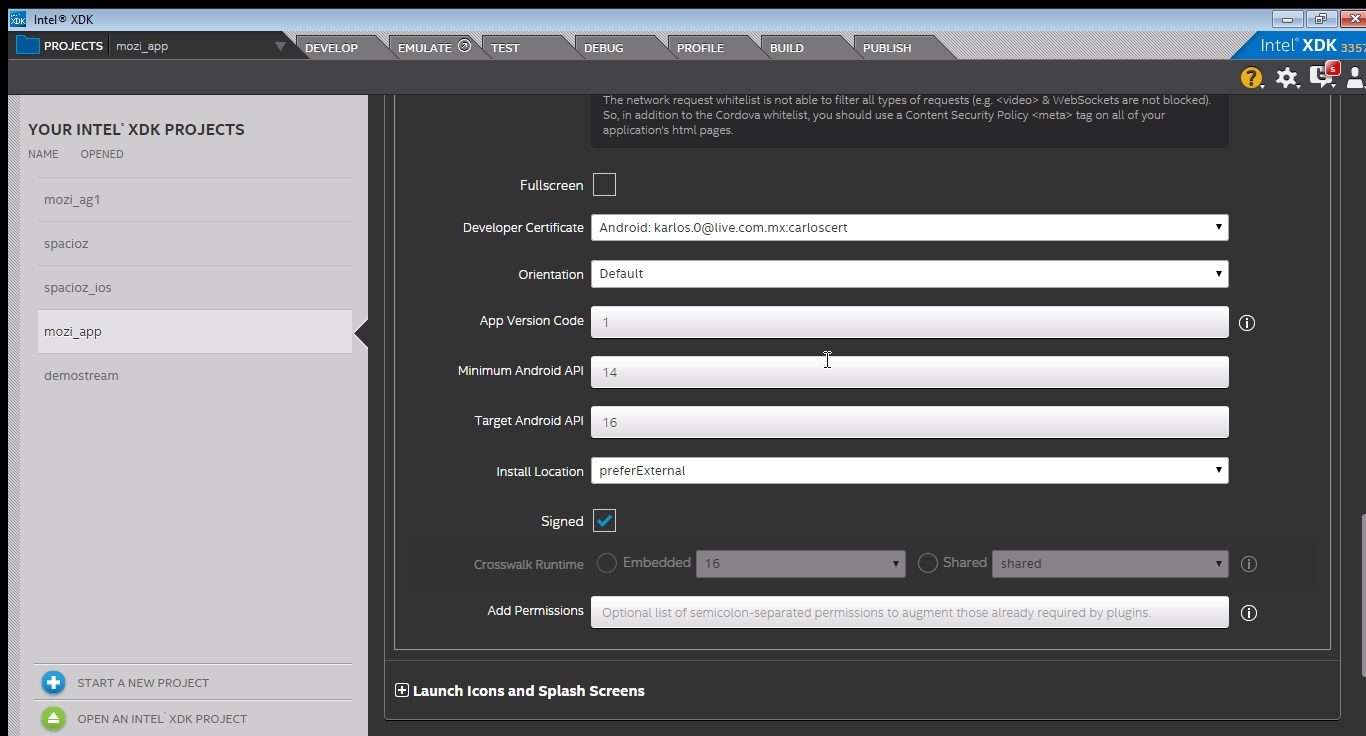 Intel® XDK
PROJECTS mozi_app DEVELOP EMULATE TEST DEBUG PROFILE BUILD PUBLISH Intel® XDK 3357
? 5
YOUR INTEL® XDK PROJECTS
NAME OPENED
mozi_ag1
spacioz
spacioz_ios
mozi_app
demostream
START A NEW PROJECT
OPEN AN INTEL® XDK PROJECT
The network request whitelist is not able to filter all types of requests (e.g. <video> & WebSockets are not blocked).
So, in addition to the Cordova whitelist, you should use a Content Security Policy <meta> tag on all of your
application's html pages.
Fullscreen
Developer Certificate Android: karlos.0@live.com.mx:carloscert
Orientation Default
App Version Code 1
Minimum Android API 14
Target Android API 16
Install Location preferExternal
Signed
Crosswalk Runtime Embedded 16 Shared shared
Add Permissions Optional list of semicolon-separated permissions to augment those already required by plugins.
Launch Icons and Splash Screens